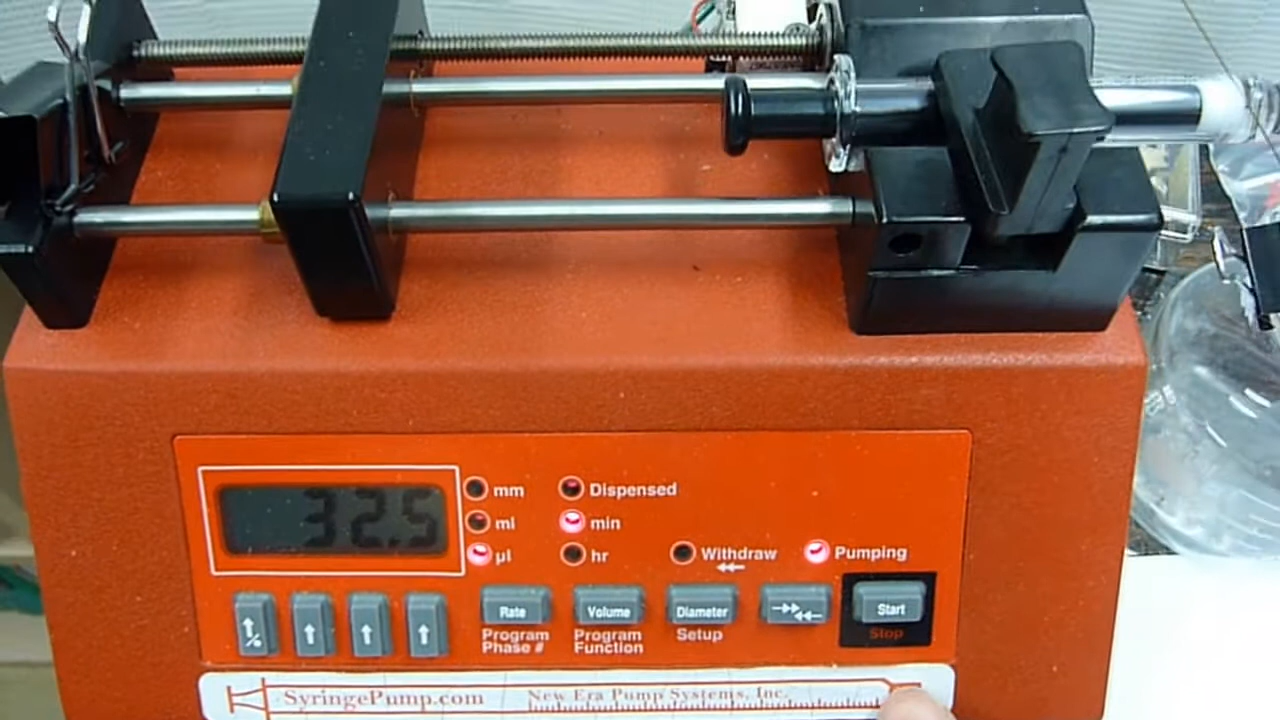 32.5
mm
ml
µl
Dispensed
min
hr
Withdraw
Pumping
Rate
Volume
Diameter
Start
Program
Phase #
Program
Function
Setup
Stop
SyringePump.com
New Era Pump Systems, Inc.